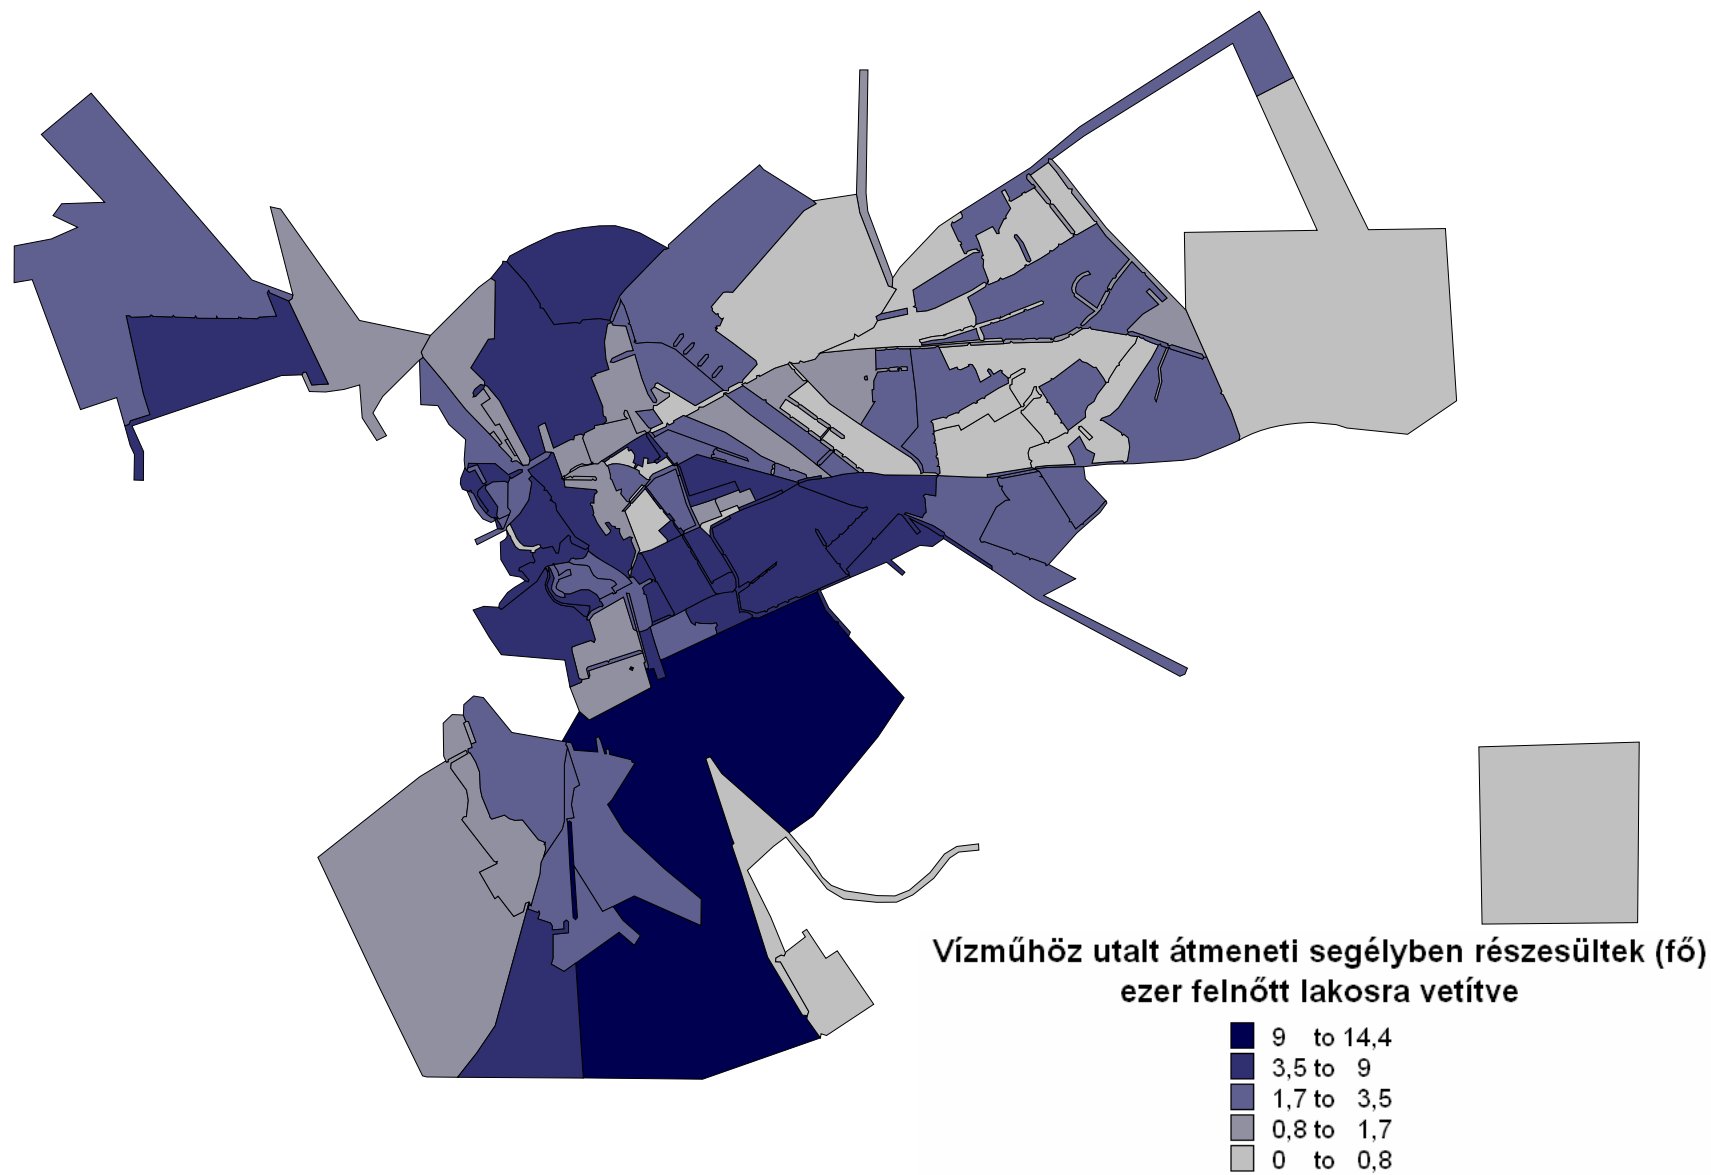 Vízműhöz utalt átmeneti segélyben részesültek (fő)
ezer felnőtt lakosra vetítve
9 to 14,4
3,5 to 9
1,7 to 3,5
0,8 to 1,7
0 to 0,8